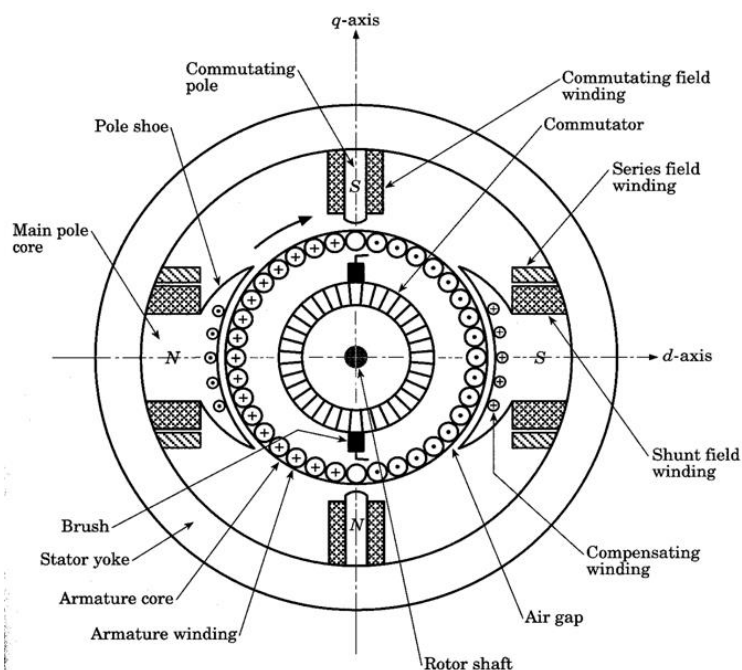 q-axis
Commutating
pole
Commutating field
winding
Pole shoe
Commutator
Series field
winding
S
Main pole
core
N
S
d-axis
Shunt field
winding
N
Brush
Stator yoke
Compensating
winding
Armature core
Air gap
Armature winding
Rotor shaft